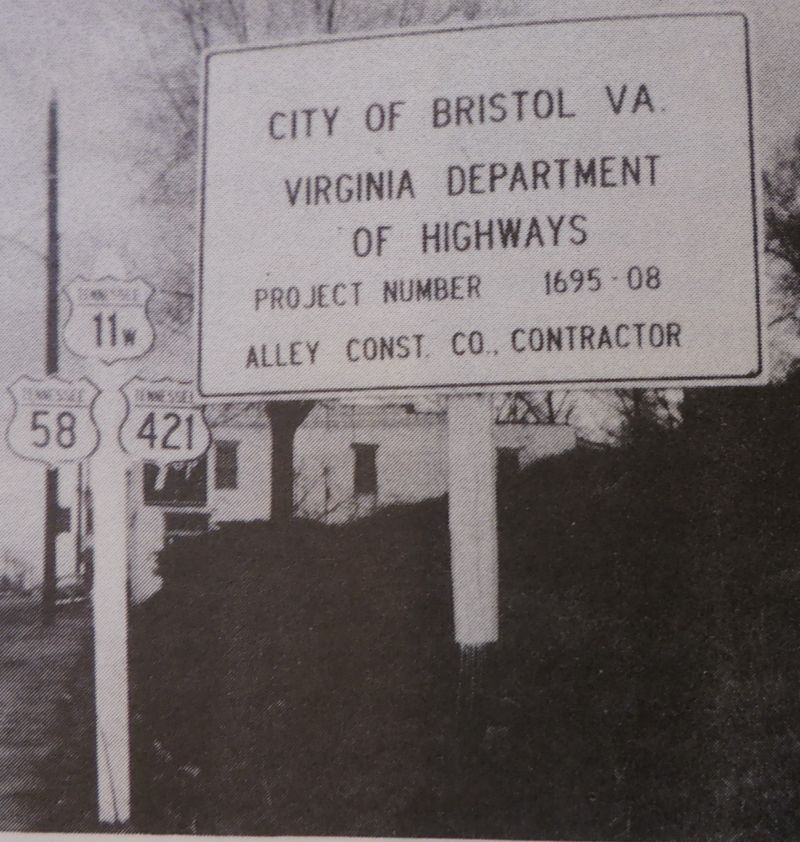 CITY OF BRISTOL VA.
VIRGINIA DEPARTMENT
OF HIGHWAYS
PROJECT NUMBER 1695-08
ALLEY CONST. CO., CONTRACTOR
TENNESSEE
11W
TENNESSEE
58
TENNESSEE
421